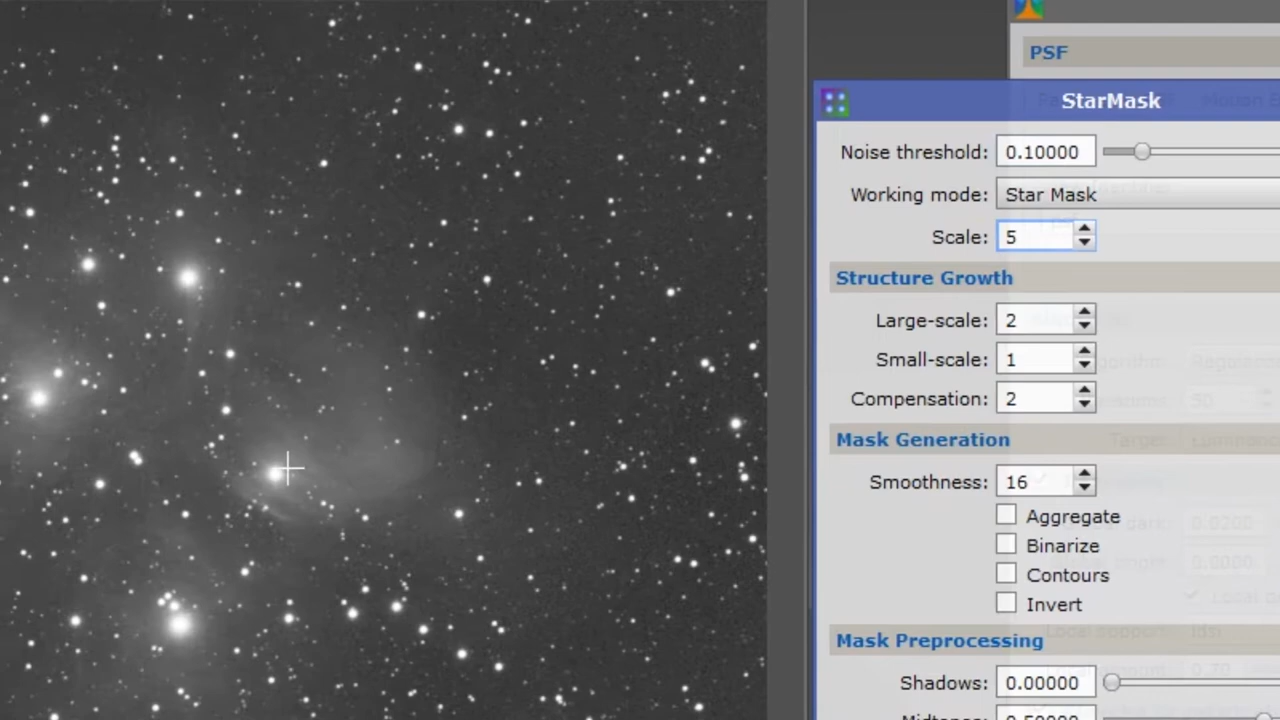 PSF
StarMask
Noise threshold: 0.10000
Working mode: Star Mask
Scale: 5
Structure Growth
Large-scale: 2
Small-scale: 1
Compensation: 2
Mask Generation
Smoothness: 16
Aggregate
Binarize
Contours
Invert
Mask Preprocessing
Shadows: 0.00000